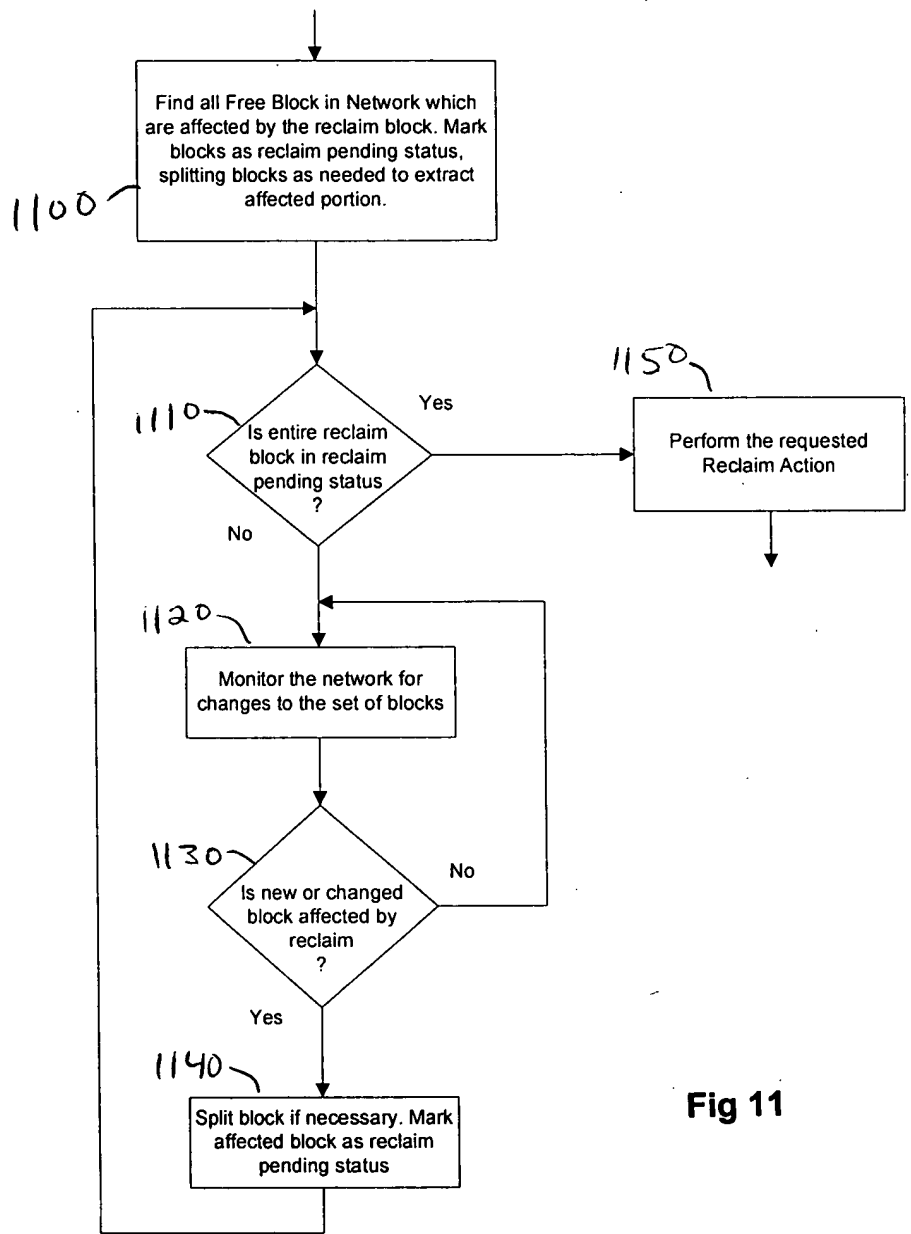 Find all Free Block in Network which
are affected by the reclaim block. Mark
blocks as reclaim pending status,
splitting blocks as needed to extract
affected portion.
1100
1110
Is entire reclaim
block in reclaim
pending status
?
Yes
No
1150
Perform the requested
Reclaim Action
1120
Monitor the network for
changes to the set of blocks
1130
Is new or changed
block affected by
reclaim
?
No
Yes
1140
Split block if necessary. Mark
affected block as reclaim
pending status
Fig 11